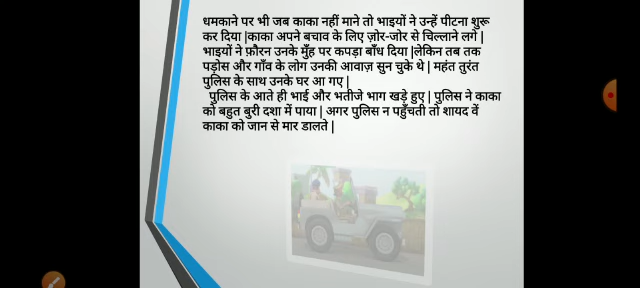 धमकाने पर भी जब काका नहीं माने तो भाइयों ने उन्हें पीटना शुरू
कर दिया |काका अपने बचाव के लिए ज़ोर-जोर से चिल्लाने लगे |
भाइयों ने फ़ौरन उनके मुँह पर कपड़ा बाँध दिया |लेकिन तब तक
पड़ोस और गाँव के लोग उनकी आवाज़ सुन चुके थे | महंत तुरंत
पुलिस के साथ उनके घर आ गए |
पुलिस के आते ही भाई और भतीजे भाग खड़े हुए | पुलिस ने काका
को बहुत बुरी दशा में पाया | अगर पुलिस न पहुँचती तो शायद वें
काका को जान से मार डालते |